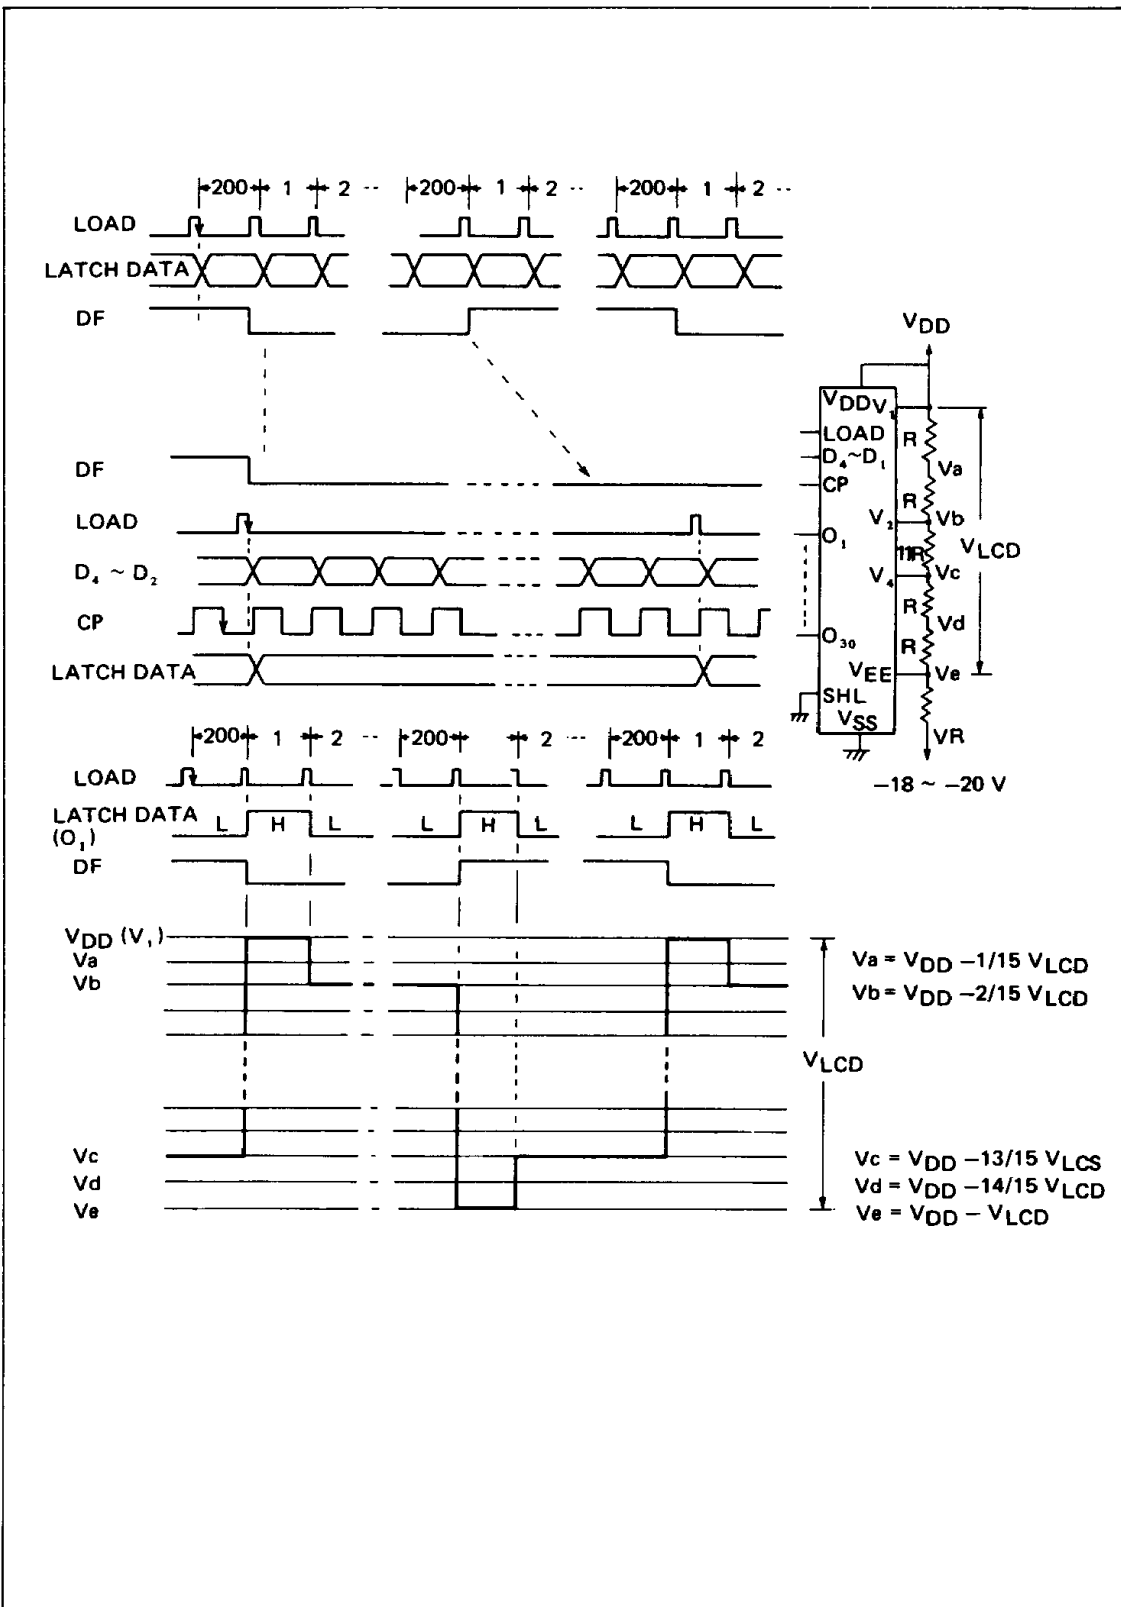 200 1 2 ·· 200 1 2 ·· 200 1 2 ··
LOAD
LATCH DATA
DF
DF
LOAD
D4 ~ D2
CP
LATCH DATA
VDD
VDD V1
LOAD
D4~D1
CP
O1
O30
SHL
VSS
V2
V4
VEE
R
Va
R
Vb
11R
Vc
R
Vd
R
Ve
VR
VLCD
−18 ~ −20 V
200 1 2 ·· 200 2 ··· 200 1 2
LOAD
LATCH DATA
(O1)
L H L L H L L H L
DF
VDD (V1)
Va
Vb
Vc
Vd
Ve
VLCD
Va = VDD −1/15 VLCD
Vb = VDD −2/15 VLCD
Vc = VDD −13/15 VLCS
Vd = VDD −14/15 VLCD
Ve = VDD − VLCD